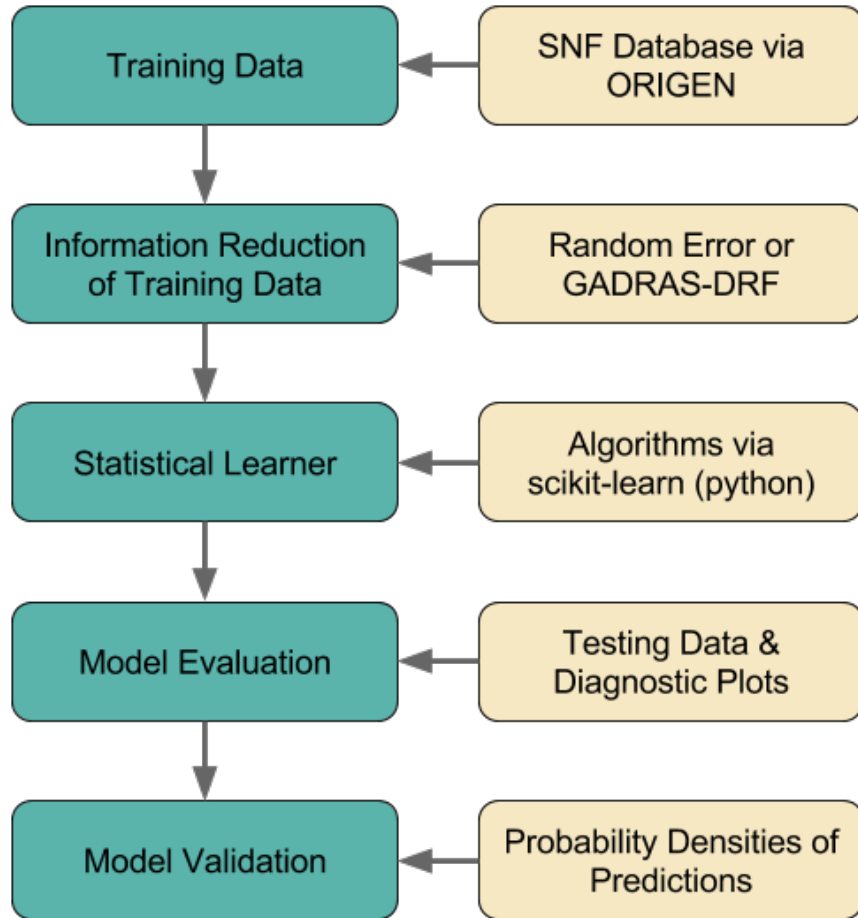 Training Data
SNF Database via
ORIGEN
Information Reduction
of Training Data
Random Error or
GADRAS-DRF
Statistical Learner
Algorithms via
scikit-learn (python)
Model Evaluation
Testing Data &
Diagnostic Plots
Model Validation
Probability Densities of
Predictions